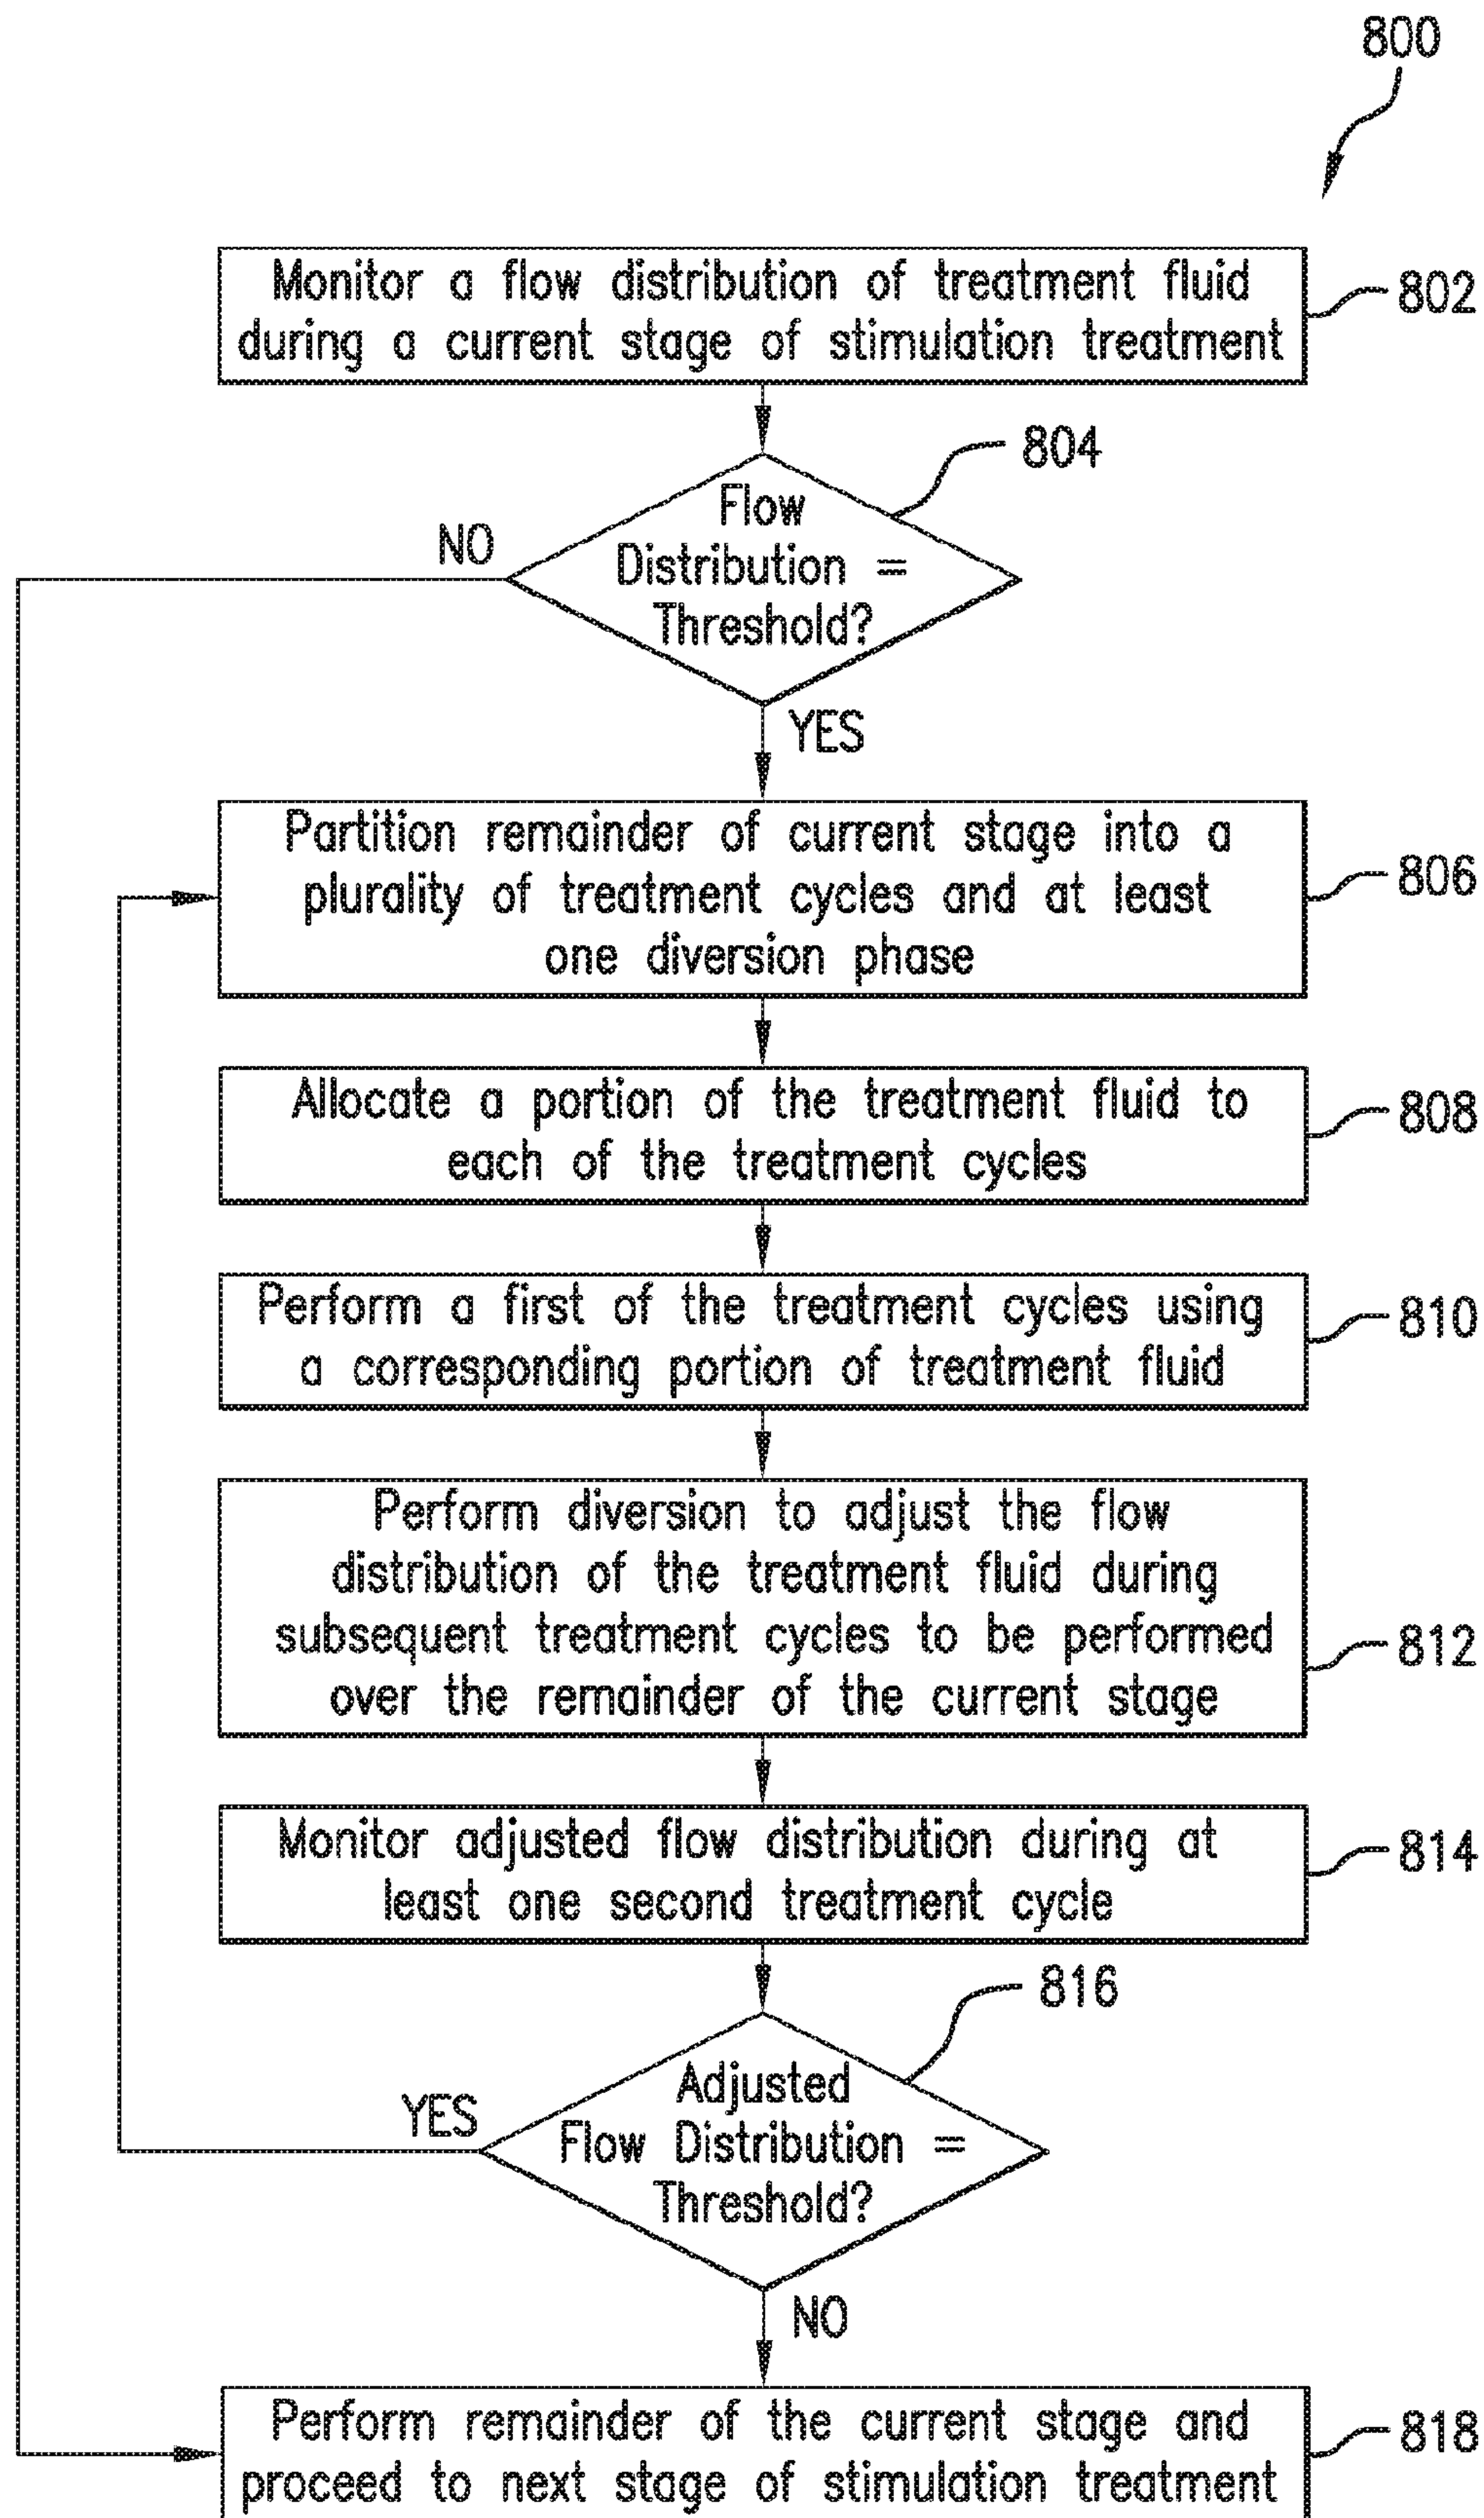 800
Monitor a flow distribution of treatment fluid
during a current stage of stimulation treatment
802
804
Flow
Distribution =
Threshold?
NO
YES
Partition remainder of current stage into a
plurality of treatment cycles and at least
one diversion phase
806
Allocate a portion of the treatment fluid to
each of the treatment cycles
808
Perform a first of the treatment cycles using
a corresponding portion of treatment fluid
810
Perform diversion to adjust the flow
distribution of the treatment fluid during
subsequent treatment cycles to be performed
over the remainder of the current stage
812
Monitor adjusted flow distribution during at
least one second treatment cycle
814
816
Adjusted
Flow Distribution =
Threshold?
YES
NO
Perform remainder of the current stage and
proceed to next stage of stimulation treatment
818